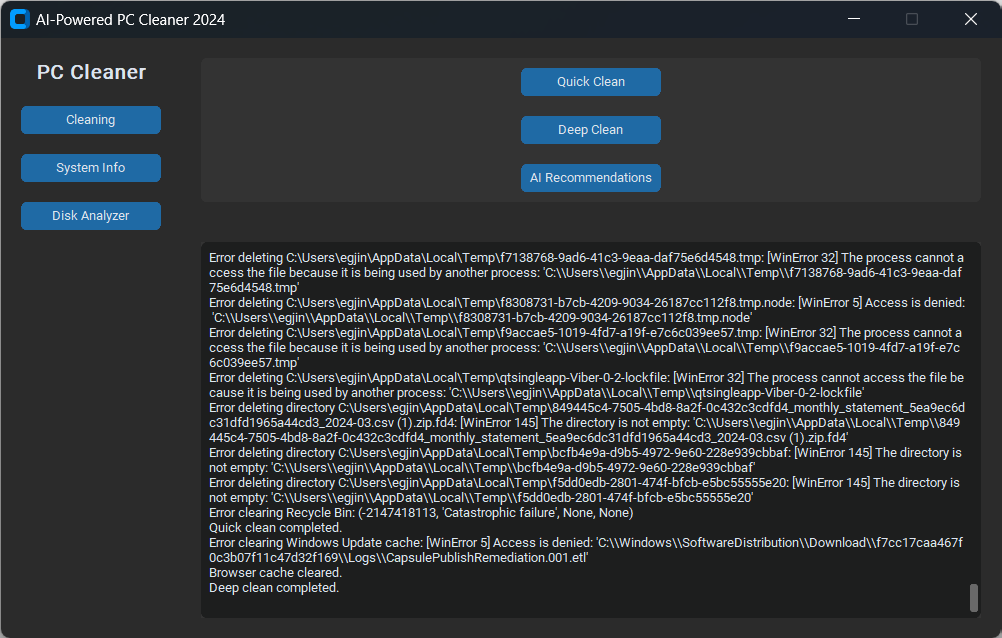 AI-Powered PC Cleaner 2024
PC Cleaner
Cleaning
System Info
Disk Analyzer
Quick Clean
Deep Clean
AI Recommendations
Error deleting C:\Users\egjin\AppData\Local\Temp\f7138768-9ad6-41c3-9eaa-daf75e6d4548.tmp: [WinError 32] The process cannot a
ccess the file because it is being used by another process: 'C:\\Users\\egjin\\AppData\\Local\\Temp\\f7138768-9ad6-41c3-9eaa-daf
75e6d4548.tmp'
Error deleting C:\Users\egjin\AppData\Local\Temp\f8308731-b7cb-4209-9034-26187cc112f8.tmp.node: [WinError 5] Access is denied:
'C:\\Users\\egjin\\AppData\\Local\\Temp\\f8308731-b7cb-4209-9034-26187cc112f8.tmp.node'
Error deleting C:\Users\egjin\AppData\Local\Temp\f9accae5-1019-4fd7-a19f-e7c6c039ee57.tmp: [WinError 32] The process cannot a
ccess the file because it is being used by another process: 'C:\\Users\\egjin\\AppData\\Local\\Temp\\f9accae5-1019-4fd7-a19f-e7c
6c039ee57.tmp'
Error deleting C:\Users\egjin\AppData\Local\Temp\qtsingleapp-Viber-0-2-lockfile: [WinError 32] The process cannot access the file be
cause it is being used by another process: 'C:\\Users\\egjin\\AppData\\Local\\Temp\\qtsingleapp-Viber-0-2-lockfile'
Error deleting directory C:\Users\egjin\AppData\Local\Temp\849445c4-7505-4bd8-8a2f-0c432c3cdfd4_monthly_statement_5ea9ec6d
c31dfd1965a44cd3_2024-03.csv (1).zip.fd4: [WinError 145] The directory is not empty: 'C:\\Users\\egjin\\AppData\\Local\\Temp\\849
445c4-7505-4bd8-8a2f-0c432c3cdfd4_monthly_statement_5ea9ec6dc31dfd1965a44cd3_2024-03.csv (1).zip.fd4'
Error deleting directory C:\Users\egjin\AppData\Local\Temp\bcfb4e9a-d9b5-4972-9e60-228e939cbbaf: [WinError 145] The directory is
not empty: 'C:\\Users\\egjin\\AppData\\Local\\Temp\\bcfb4e9a-d9b5-4972-9e60-228e939cbbaf'
Error deleting directory C:\Users\egjin\AppData\Local\Temp\f5dd0edb-2801-474f-bfcb-e5bc55555e20: [WinError 145] The directory is
not empty: 'C:\\Users\\egjin\\AppData\\Local\\Temp\\f5dd0edb-2801-474f-bfcb-e5bc55555e20'
Error clearing Recycle Bin: (-2147418113, 'Catastrophic failure', None, None)
Quick clean completed.
Error clearing Windows Update cache: [WinError 5] Access is denied: 'C:\\Windows\\SoftwareDistribution\\Download\\f7cc17caa467f
0c3b07f11c47d32f169\\Logs\\CapsulePublishRemediation.001.etl'
Browser cache cleared.
Deep clean completed.